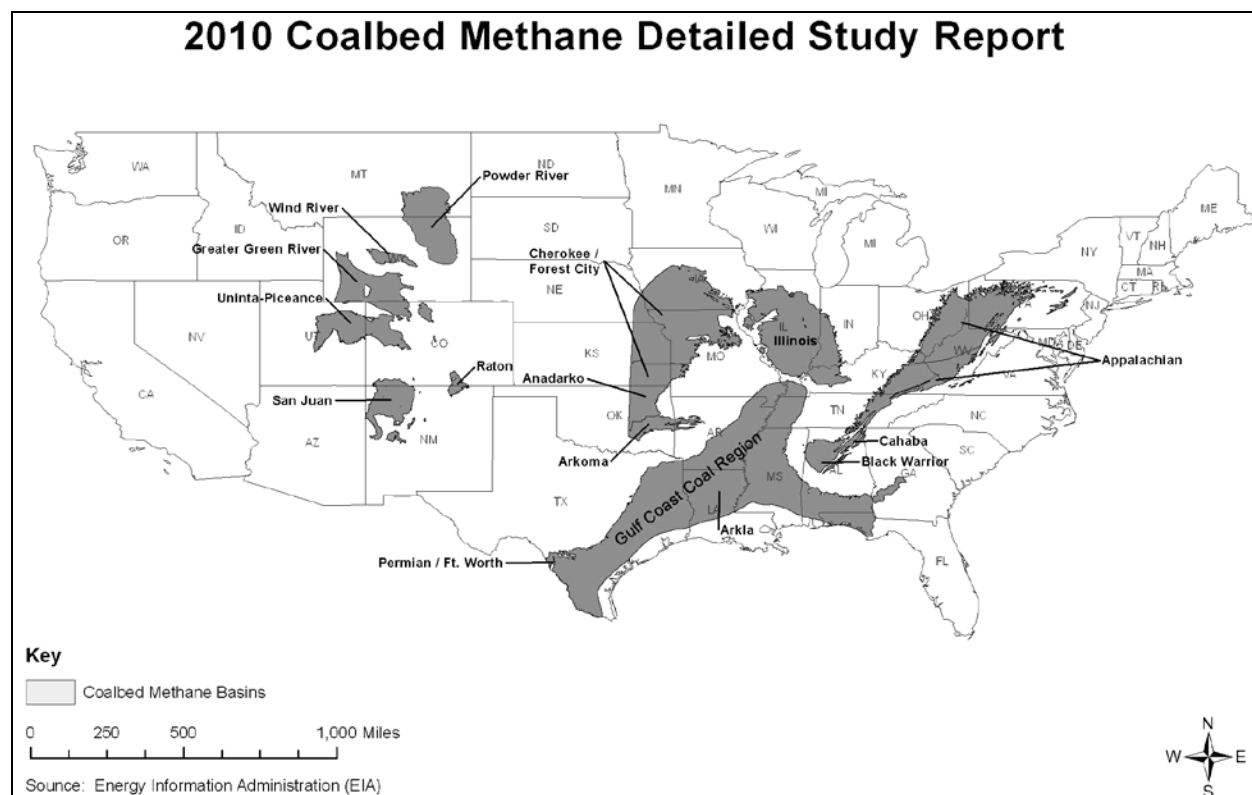 2010 Coalbed Methane Detailed Study Report
WA
MT
ND
MN
ME
Powder River
Wind River
OR
ID
SD
WI
MI
MI
NY
VT
NH
MA
CT
RI
Greater Green River
Cherokee /
Forest City
NE
IA
PA
NJ
Uninta-Piceance
NV
UT
CO
IL
Illinois
IN
OH
MD
DE
WV
VA
Appalachian
KS
MO
KY
Raton
Anadarko
CA
San Juan
AZ
NM
OK
AR
TN
NC
Arkoma
Cahaba
Black Warrior
SC
AL
GA
MS
TX
Gulf Coast Coal Region
LA
Arkla
FL
Permian / Ft. Worth
Key
Coalbed Methane Basins
0 250 500 1,000 Miles
Source: Energy Information Administration (EIA)
N
W E
S